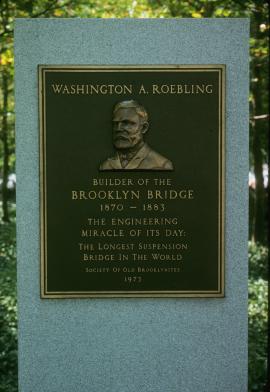 WASHINGTON A. ROEBLING
BUILDER OF THE
BROOKLYN BRIDGE
1870 – 1883
THE ENGINEERING
MIRACLE OF ITS DAY:
THE LONGEST SUSPENSION
BRIDGE IN THE WORLD
SOCIETY OF OLD BROOKLYNITES
1973